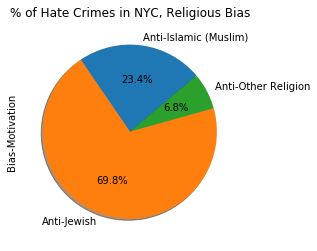 % of Hate Crimes in NYC, Religious Bias
Anti-Islamic (Muslim)
23.4%
Anti-Other Religion
6.8%
Bias-Motivation
69.8%
Anti-Jewish